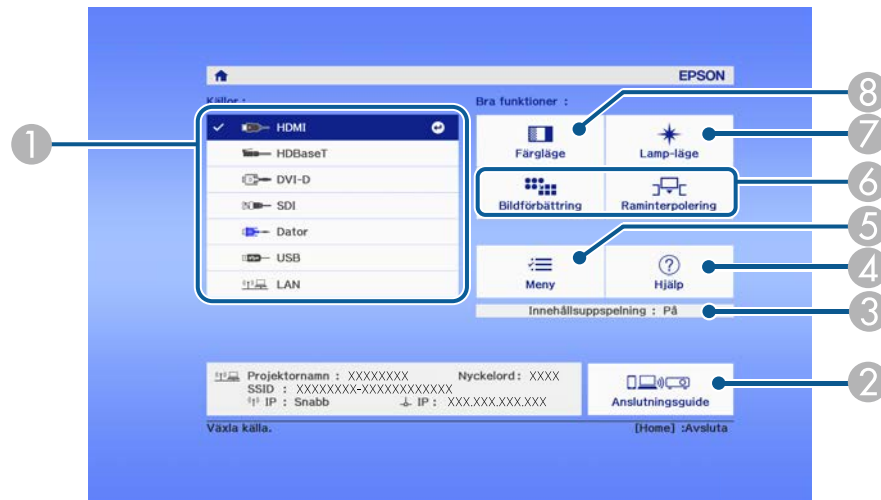 EPSON
Källor :
Bra funktioner :
HDMI
HDBaseT
DVI-D
SDI
Dator
USB
LAN
Färgläge
Lamp-läge
Bildförbättring
Raminterpolering
Meny
Hjälp
Innehållsuppspelning : På
Projektornamn : XXXXXXXX Nyckelord : XXXX
SSID : XXXXXXXX-XXXXXXXXXXXX
IP : Snabb IP : XXX.XXX.XXX.XXX
Anslutningsguide
Växla källa. [Home] :Avsluta
1
8
7
6
5
4
3
2